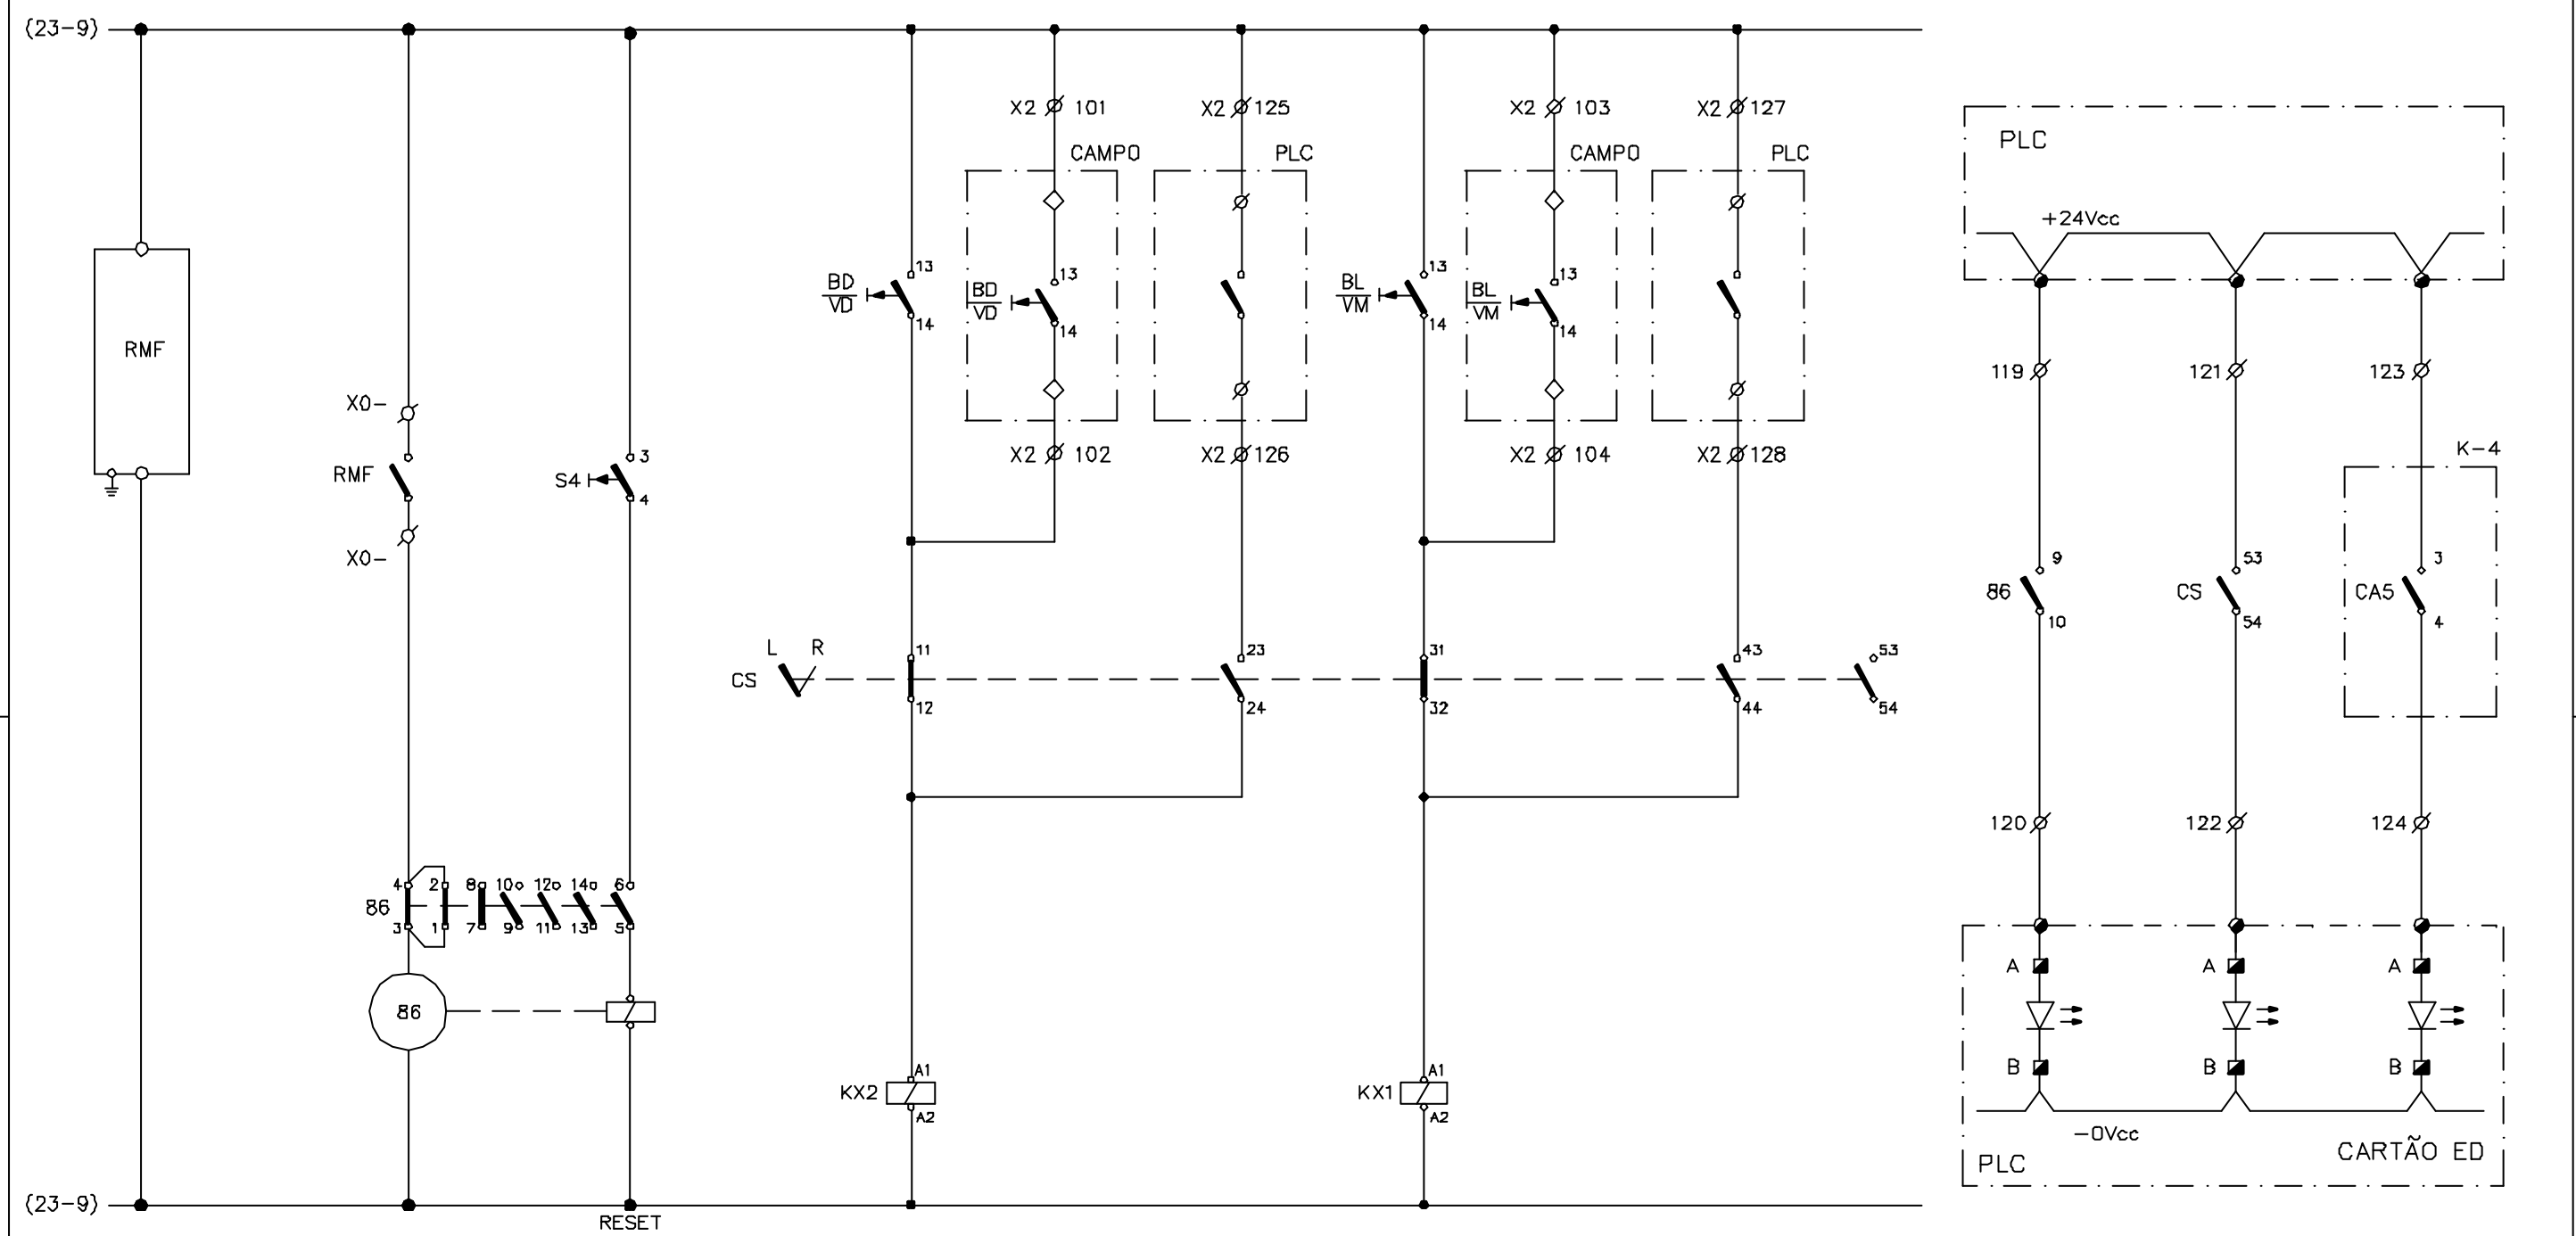 (23-9)
X2 101
X2 125
X2 103
X2 127
CAMPO
PLC
CAMPO
PLC
PLC
+24Vcc
RMF
BD
VD
13
14
BD
VD
13
14
BL
VM
13
14
BL
VM
13
14
119
121
123
X0-
RMF
X0-
S4
3
4
X2 102
X2 126
X2 104
X2 128
K-4
86
9
10
CS
53
54
CA5
3
4
CS
L R
11
12
23
24
31
32
43
44
53
54
120
122
124
86
4 2 8 10 12 14 6
3 1 7 9 11 13 5
86
A
A
A
B
B
B
KX2
A1
A2
KX1
A1
A2
-0Vcc
PLC
CARTÃO ED
(23-9)
RESET